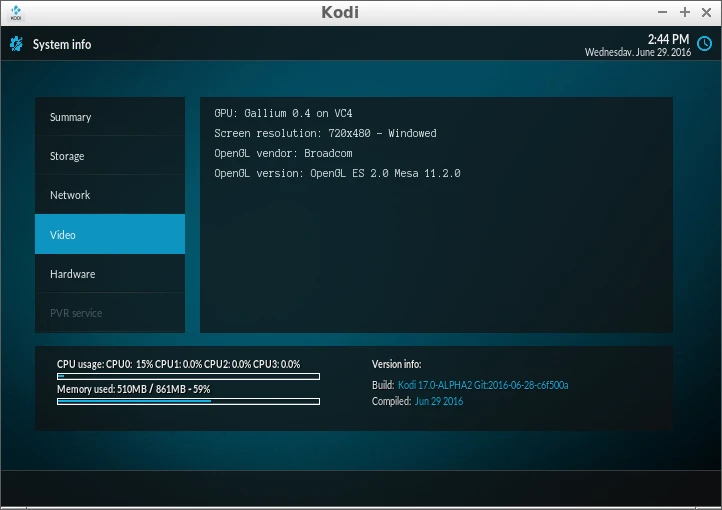 KODI
Kodi
System info
2:44 PM
Wednesday, June 29, 2016
Summary
Storage
Network
Video
Hardware
PVR service
GPU: Gallium 0.4 on VC4
Screen resolution: 720x480 - Windowed
OpenGL vendor: Broadcom
OpenGL version: OpenGL ES 2.0 Mesa 11.2.0
CPU usage: CPU0: 15% CPU1: 0.0% CPU2: 0.0% CPU3: 0.0%
Memory used: 510MB / 861MB - 59%
Version info:
Build: Kodi 17.0-ALPHA2 Git:2016-06-28-c6f500a
Compiled: Jun 29 2016